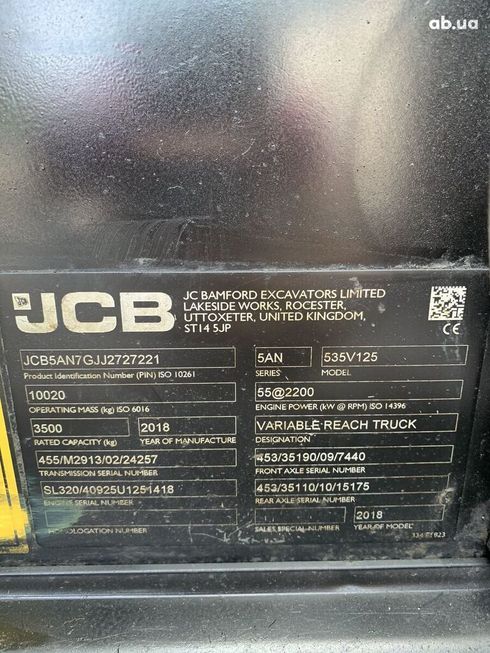 ab.ua
JCB
JC BAMFORD EXCAVATORS LIMITED
LAKESIDE WORKS, ROCESTER,
UTTOXETER, UNITED KINGDOM,
ST14 5JP
CE
JCB5AN7GJJ2727221
Product Identification Number (PIN) ISO 10261
5AN
SERIES
535V125
MODEL
10020
OPERATING MASS (kg) ISO 6016
55@2200
ENGINE POWER (kW @ RPM) ISO 14396
3500
RATED CAPACITY (kg)
2018
YEAR OF MANUFACTURE
VARIABLE REACH TRUCK
455/M2913/02/24257
TRANSMISSION SERIAL NUMBER
453/35190/09/7440
FRONT AXLE SERIAL NUMBER
SL320/40925U1251418
ENGINE SERIAL NUMBER
453/35110/10/15175
REAR AXLE SERIAL NUMBER
HOMOLOGATION NUMBER
SALES SPECIAL NUMBER
2018
YEAR OF MODEL